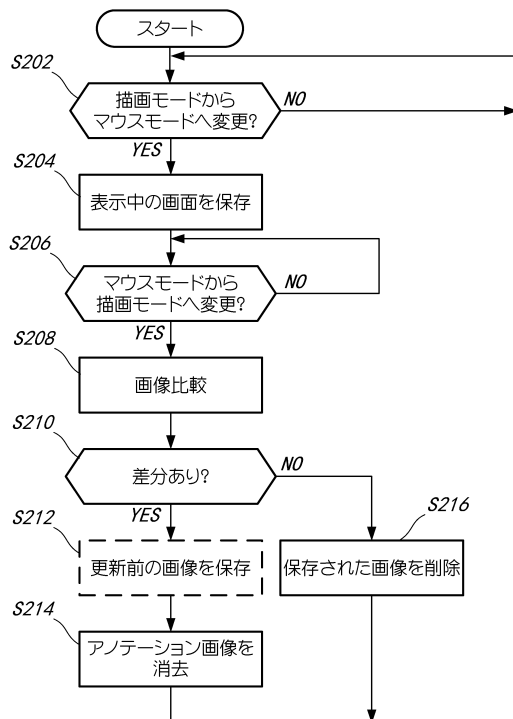 スタート
S202
描画モードから
マウスモードへ変更?
NO
YES
S204
表示中の画面を保存
S206
マウスモードから
描画モードへ変更?
NO
YES
S208
画像比較
S210
差分あり?
NO
YES
S212
更新前の画像を保存
S216
保存された画像を削除
S214
アノテーション画像を
消去